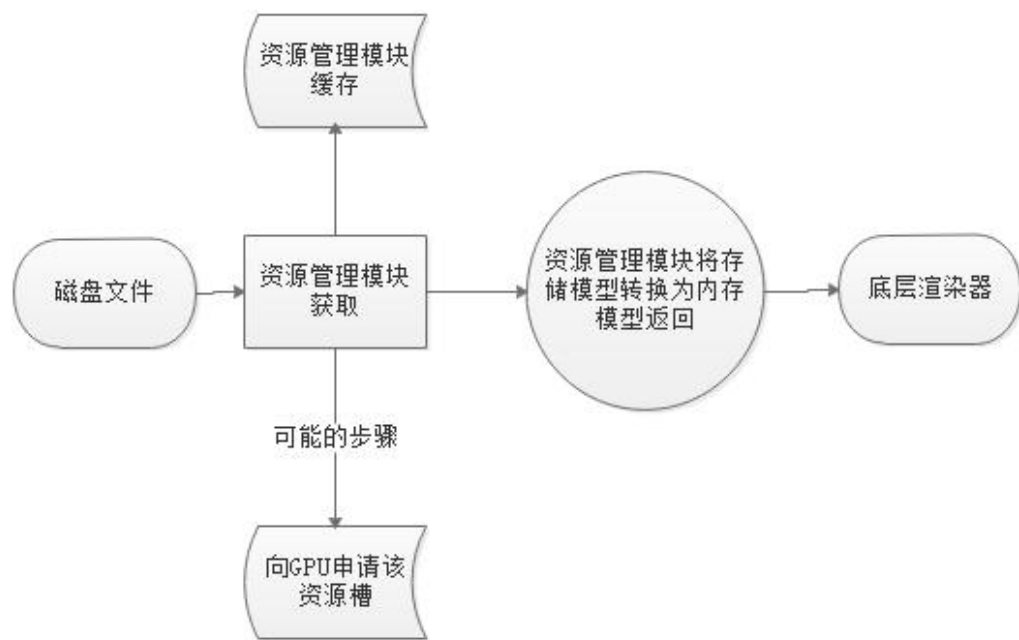 资源管理模块
缓存
磁盘文件
资源管理模块
获取
资源管理模块将存
储模型转换为内存
模型返回
底层渲染器
可能的步骤
向GPU申请该
资源槽